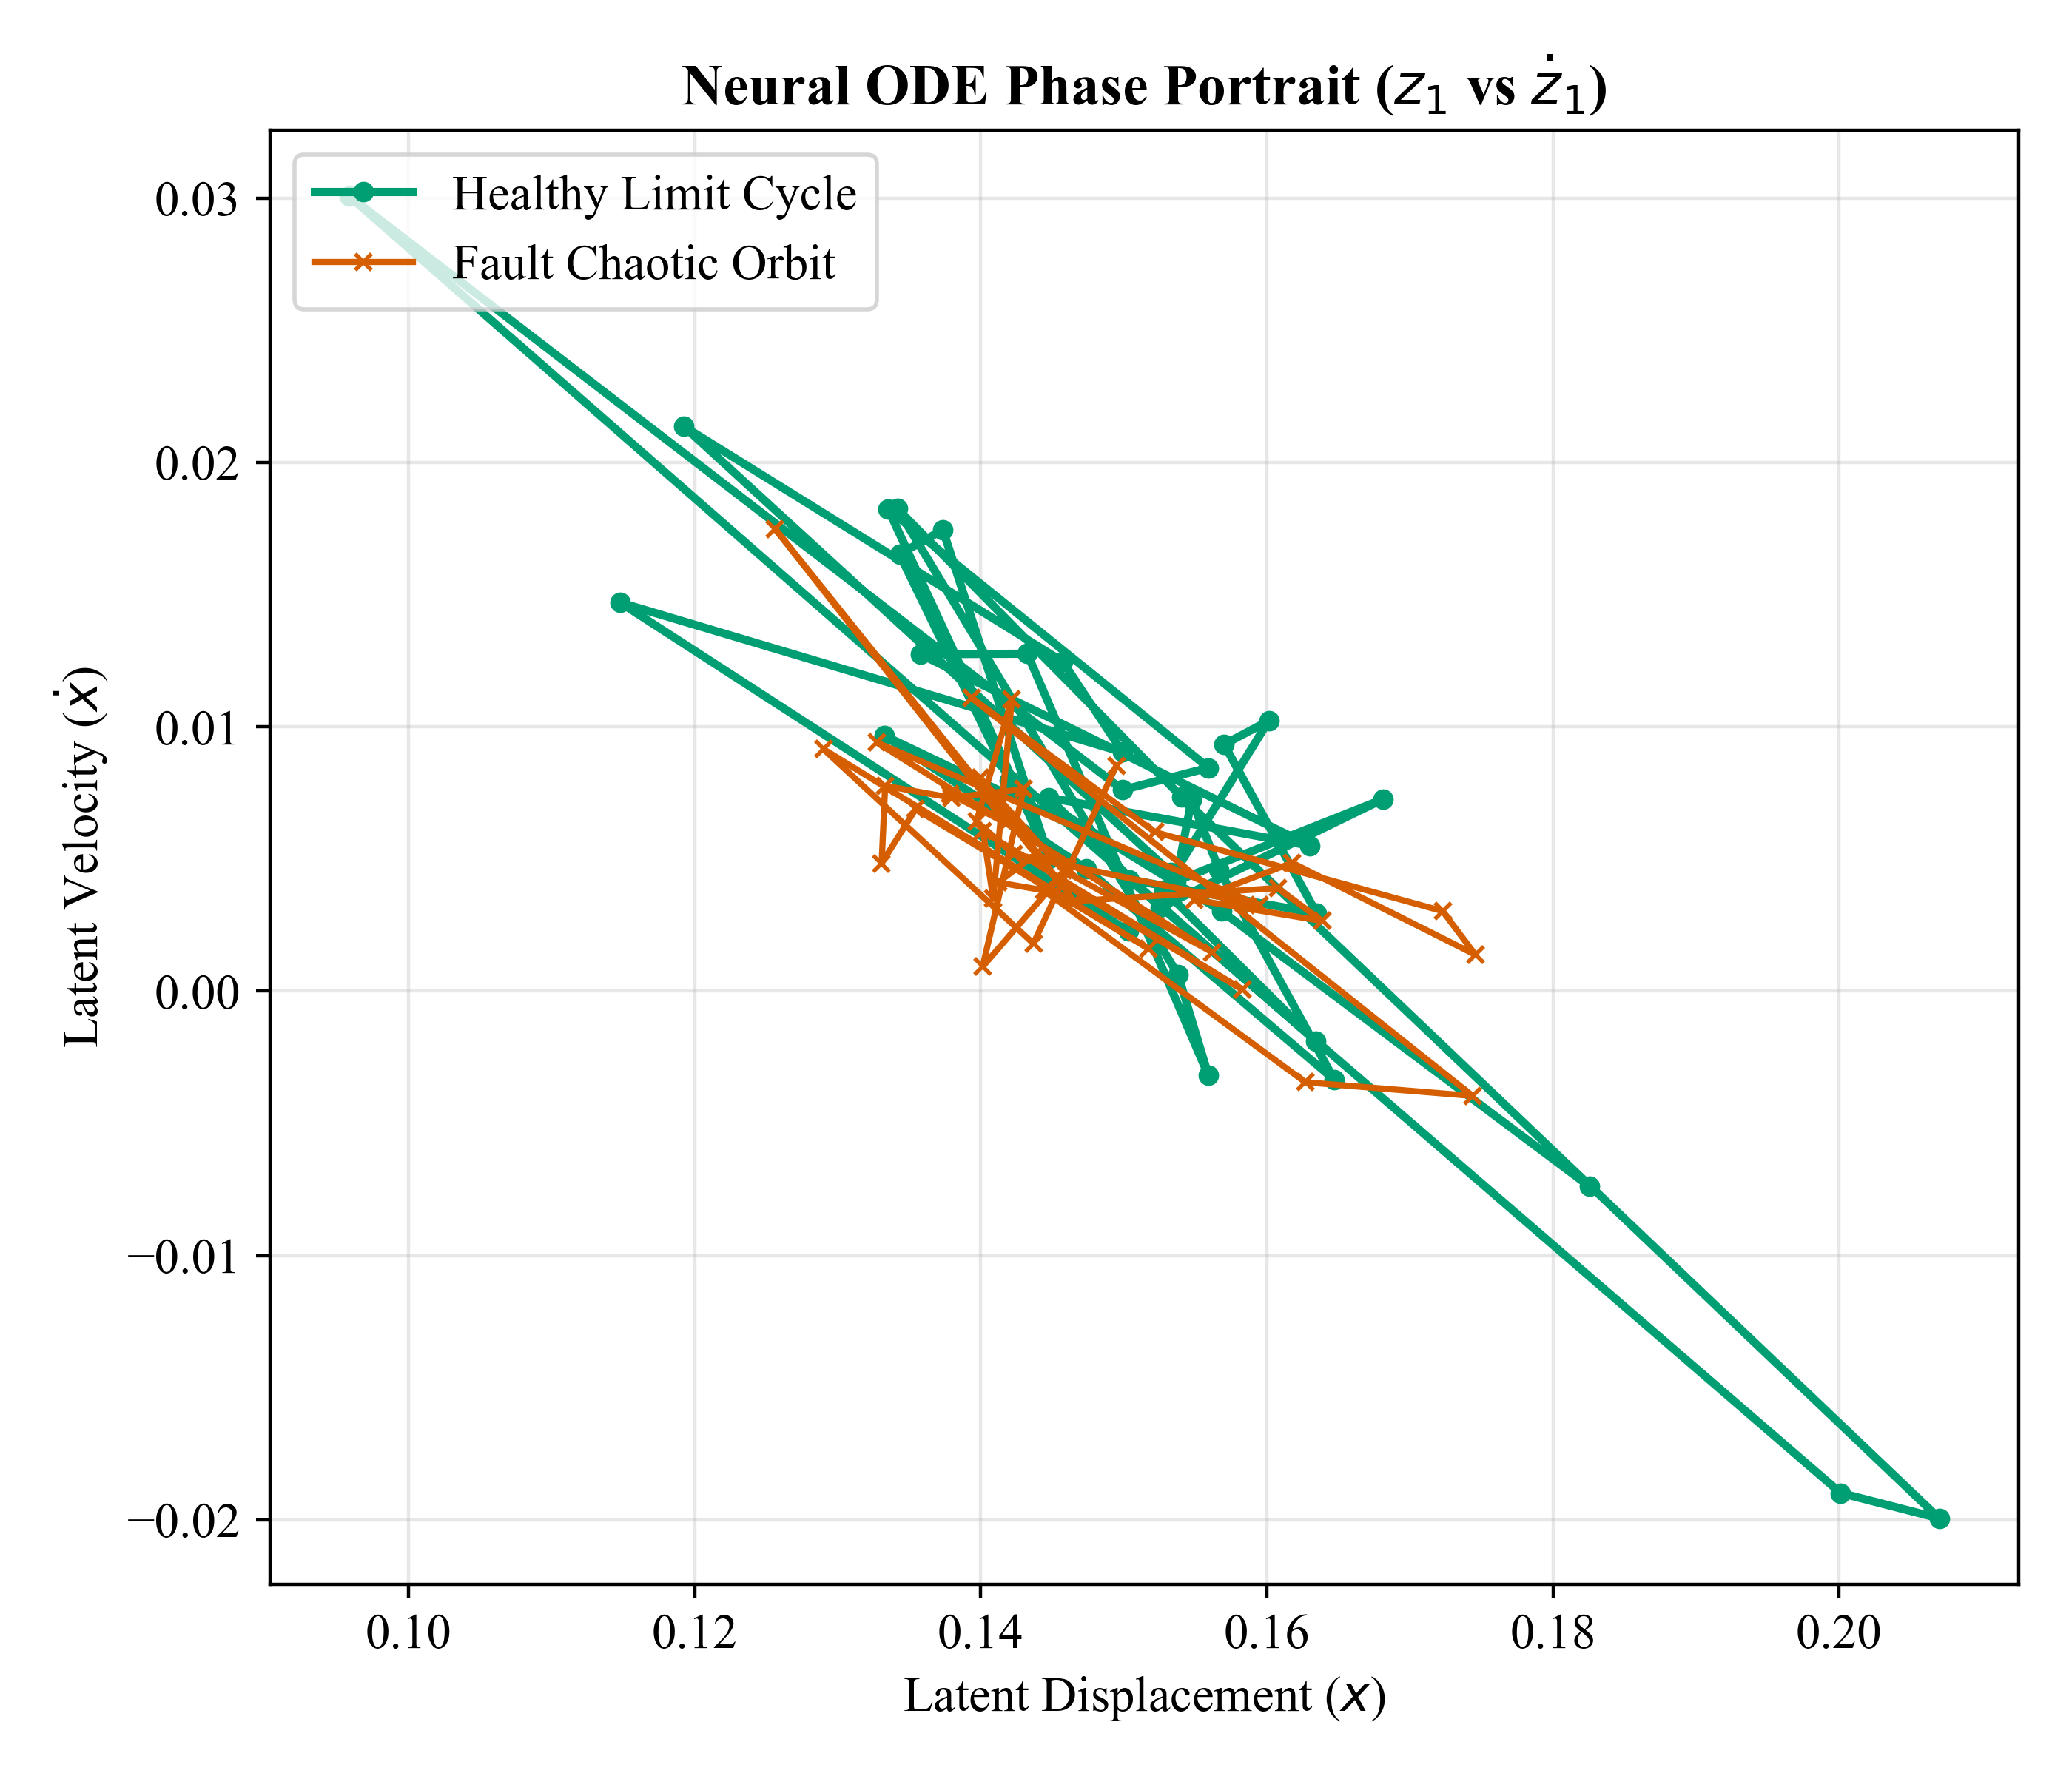 Neural ODE Phase Portrait (z₁ vs ż₁)
Healthy Limit Cycle
Fault Chaotic Orbit
0.03
0.02
0.01
0.00
−0.01
−0.02
Latent Velocity (ẋ)
0.10 0.12 0.14 0.16 0.18 0.20
Latent Displacement (x)